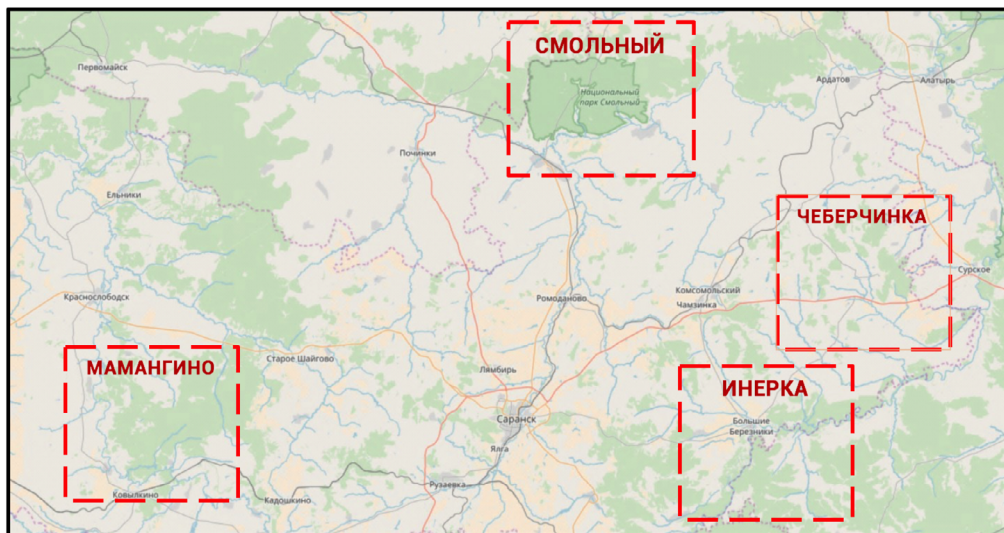 СМОЛЬНЫЙ
Первомайск
Ардатов
Алатырь
Национальный
парк Смольный
Починки
Ельники
ЧЕБЕРЧИНКА
Сурское
Краснослободск
Ромоданово
Комсомольский
Чамзинка
МАМАНГИНО
Старое Шайгово
Лямбирь
ИНЕРКА
Саранск
Большие
Березники
Ялга
Рузаевка
Ковылкино
Кадошкино